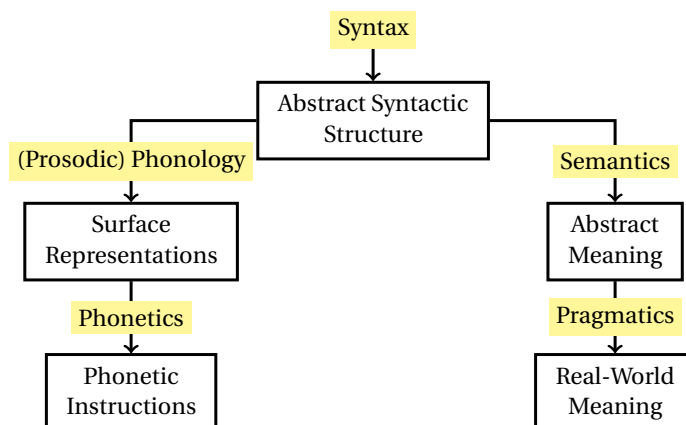 Syntax
Abstract Syntactic
Structure
(Prosodic) Phonology
Semantics
Surface
Representations
Abstract
Meaning
Phonetics
Pragmatics
Phonetic
Instructions
Real-World
Meaning